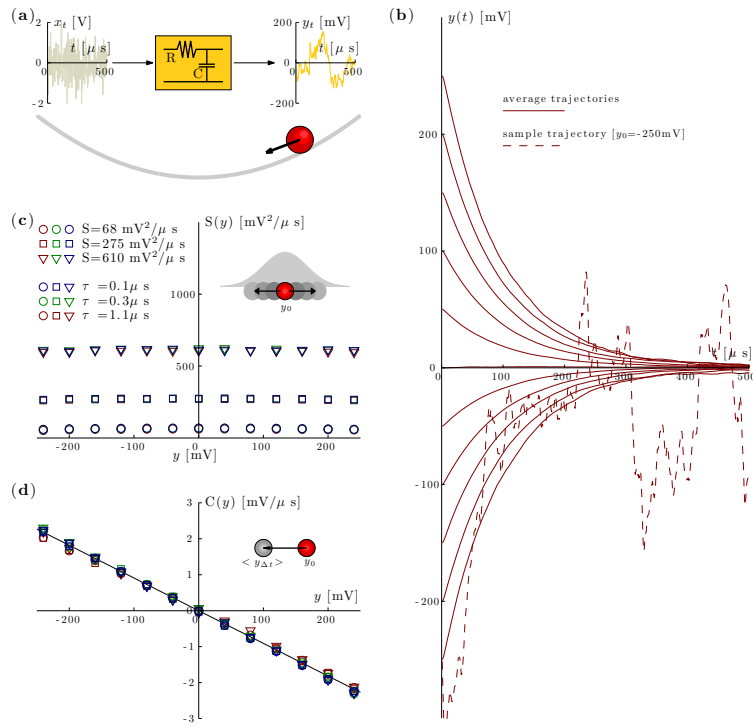 (a)
x_t [V]
2
t [μ s]
0
500
-2
R
C
y_t [mV]
200
t [μ s]
0
500
-200
(b)
y(t) [mV]
200
100
0
-100
-200
0
100
200
300
400
500
t [μ s]
average trajectories
sample trajectory [y_0=-250mV]
(c)
S(y) [mV²/μ s]
S=68 mV²/μ s
S=275 mV²/μ s
S=610 mV²/μ s
τ =0.1μ s
τ =0.3μ s
τ =1.1μ s
1000
500
y_0
-200
-100
0
100
200
y [mV]
(d)
C(y) [mV/μ s]
3
2
1
0
-1
-2
-3
< y_Δt >
y_0
y [mV]
-200
-100
0
100
200